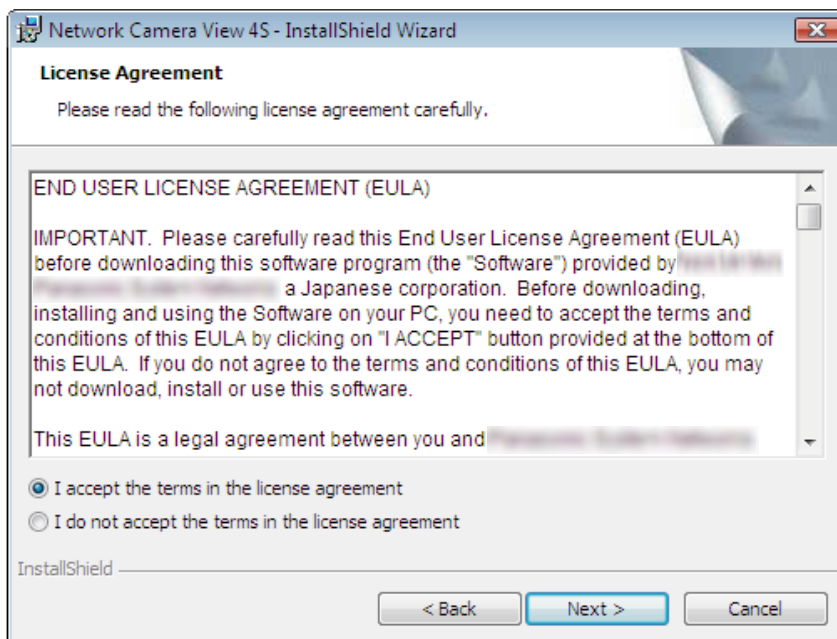 Network Camera View 4S - InstallShield Wizard
License Agreement
Please read the following license agreement carefully.
END USER LICENSE AGREEMENT (EULA)
IMPORTANT.  Please carefully read this End User License Agreement (EULA)
before downloading this software program (the "Software") provided by
a Japanese corporation.  Before downloading,
installing and using the Software on your PC, you need to accept the terms and
conditions of this EULA by clicking on "I ACCEPT" button provided at the bottom of
this EULA.  If you do not agree to the terms and conditions of this EULA, you may
not download, install or use this software.
This EULA is a legal agreement between you and
I accept the terms in the license agreement
I do not accept the terms in the license agreement
InstallShield
< Back
Next >
Cancel